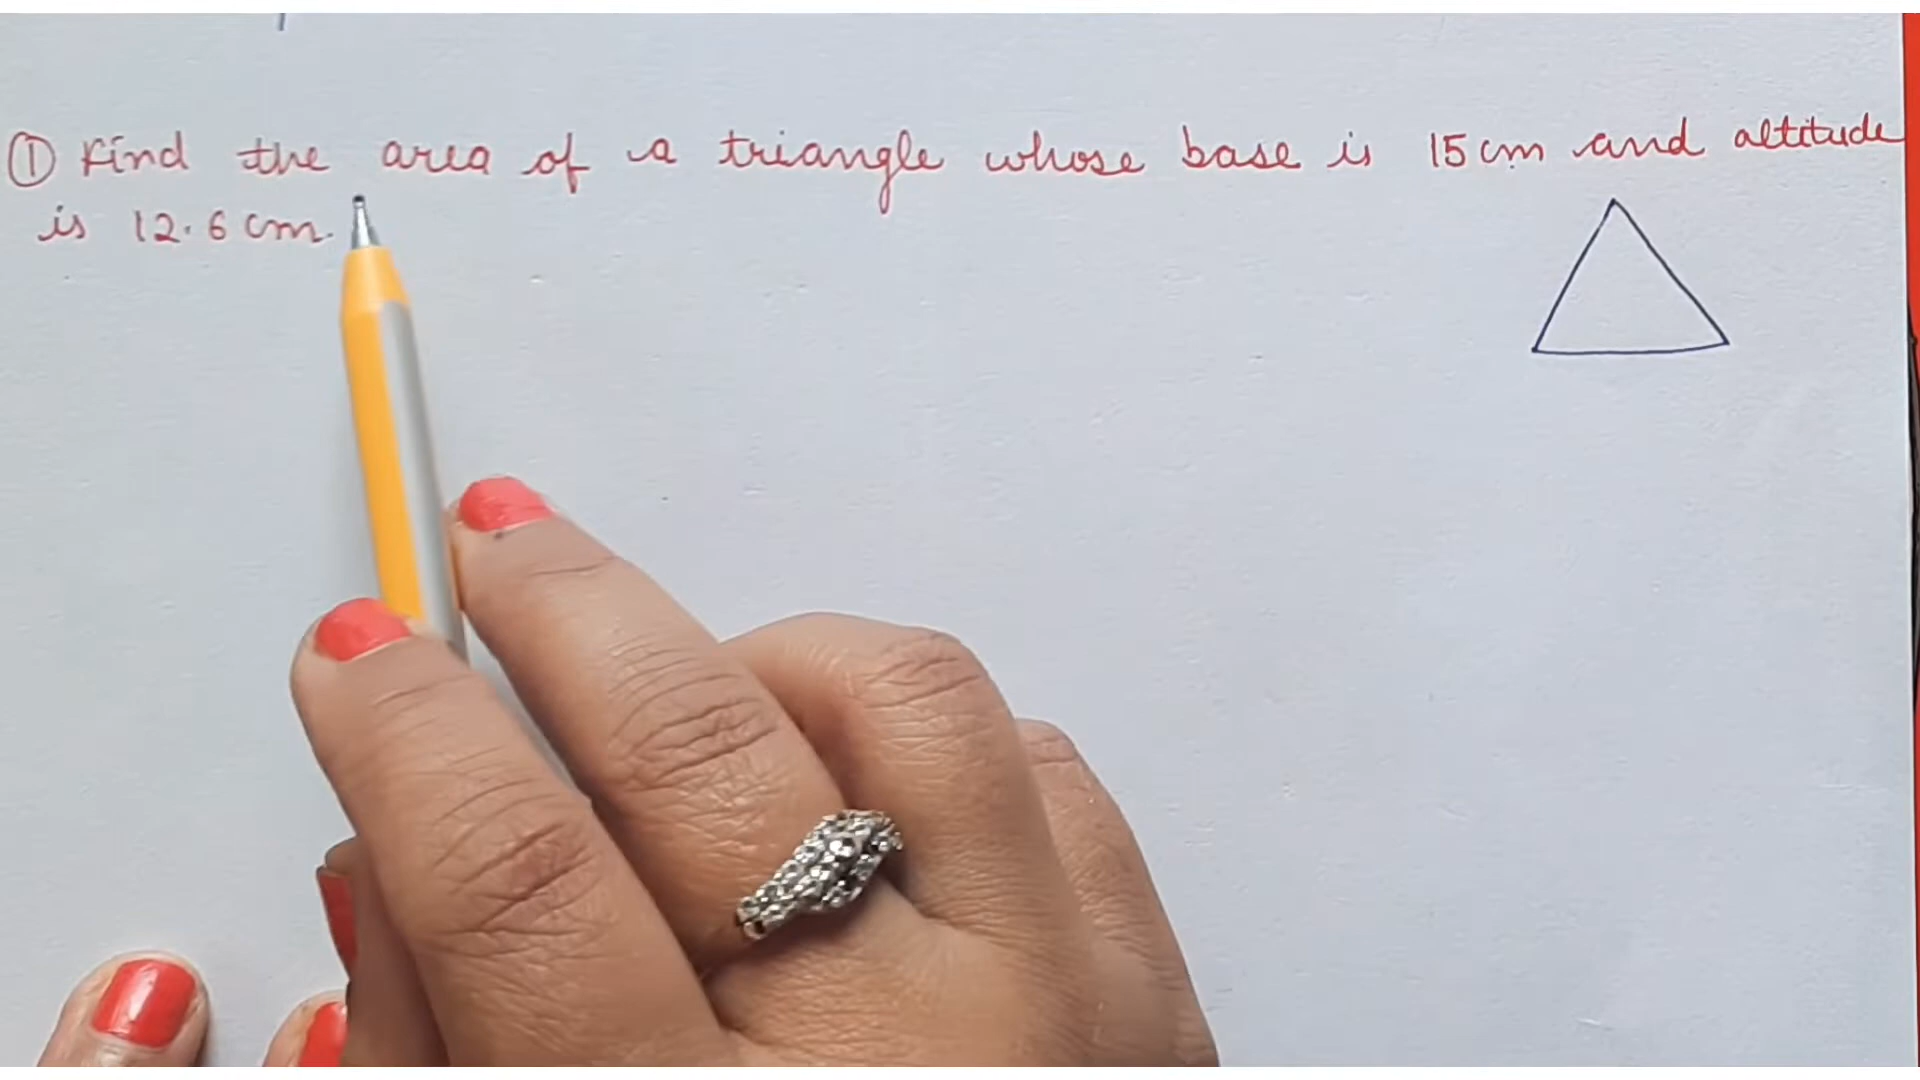 ① Find the area of a triangle whose base is 15 cm and altitude
is 12.6 cm.